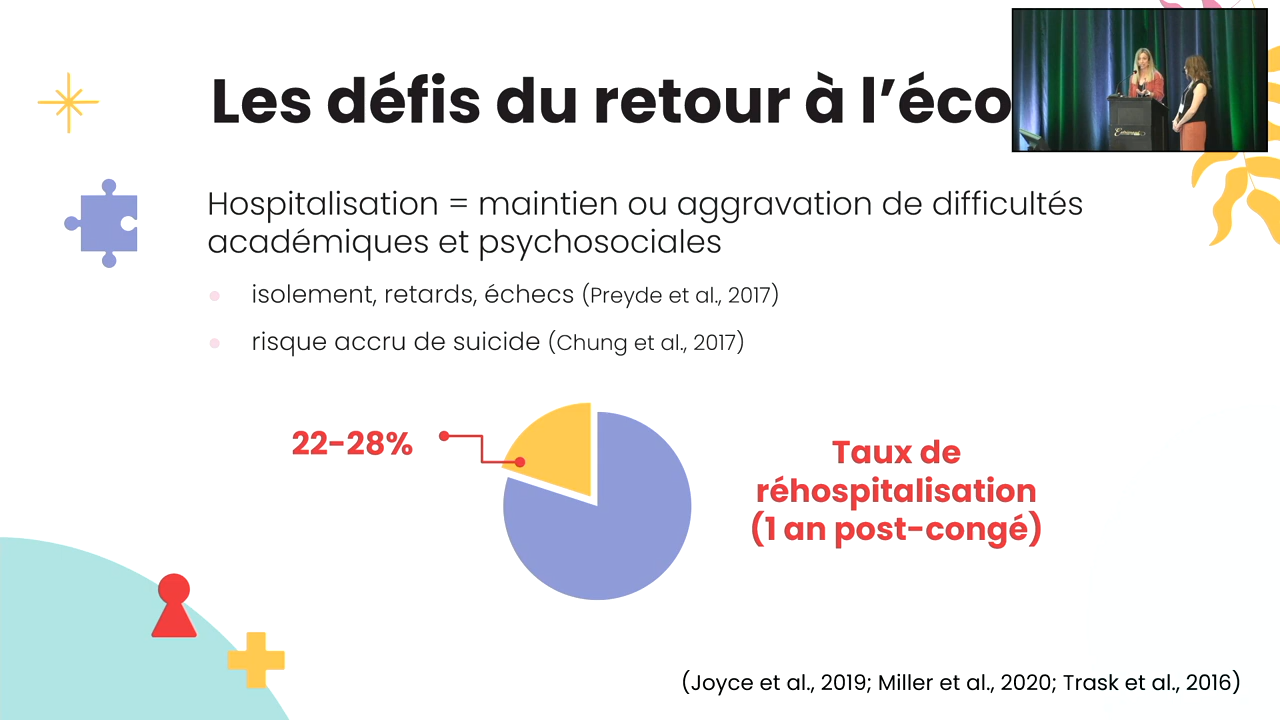 Les défis du retour à l’éco
Hospitalisation = maintien ou aggravation de difficultés
académiques et psychosociales
isolement, retards, échecs (Preyde et al., 2017)
risque accru de suicide (Chung et al., 2017)
22-28%
Taux de
réhospitalisation
(1 an post-congé)
(Joyce et al., 2019; Miller et al., 2020; Trask et al., 2016)